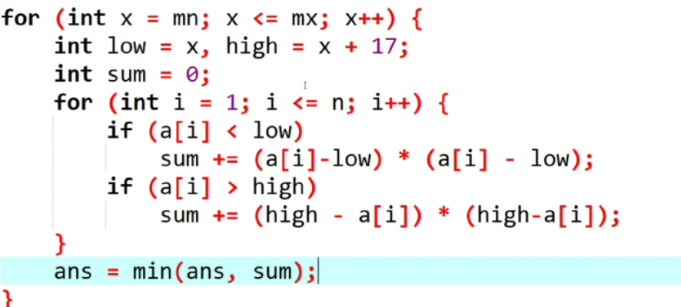 for (int x = mn; x <= mx; x++) {
    int low = x, high = x + 17;
    int sum = 0;
    for (int i = 1; i <= n; i++) {
        if (a[i] < low)
            sum += (a[i]-low) * (a[i] - low);
        if (a[i] > high)
            sum += (high - a[i]) * (high-a[i]);
    }
    ans = min(ans, sum);
}